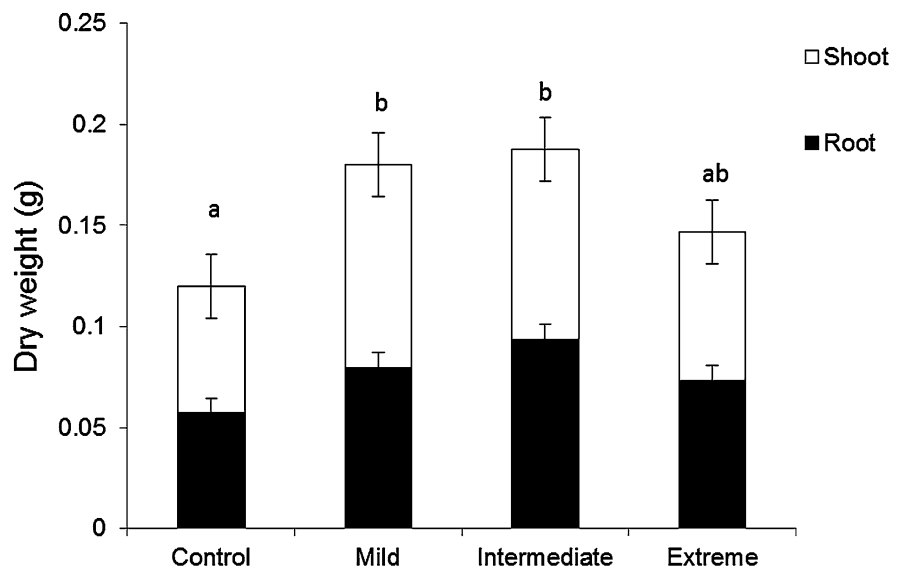 0.25
Shoot
Root
b
b
0.2
ab
a
0.15
0.1
0.05
0
Dry weight (g)
Control Mild Intermediate Extreme